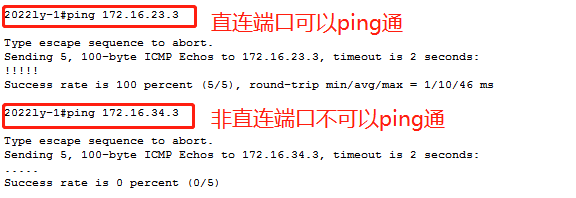 2022ly-1#ping 172.16.23.3
直连端口可以ping通
Type escape sequence to abort.
Sending 5, 100-byte ICMP Echos to 172.16.23.3, timeout is 2 seconds:
!!!!!
Success rate is 100 percent (5/5), round-trip min/avg/max = 1/10/46 ms
2022ly-1#ping 172.16.34.3
非直连端口不可以ping通
Type escape sequence to abort.
Sending 5, 100-byte ICMP Echos to 172.16.34.3, timeout is 2 seconds:
.....
Success rate is 0 percent (0/5)